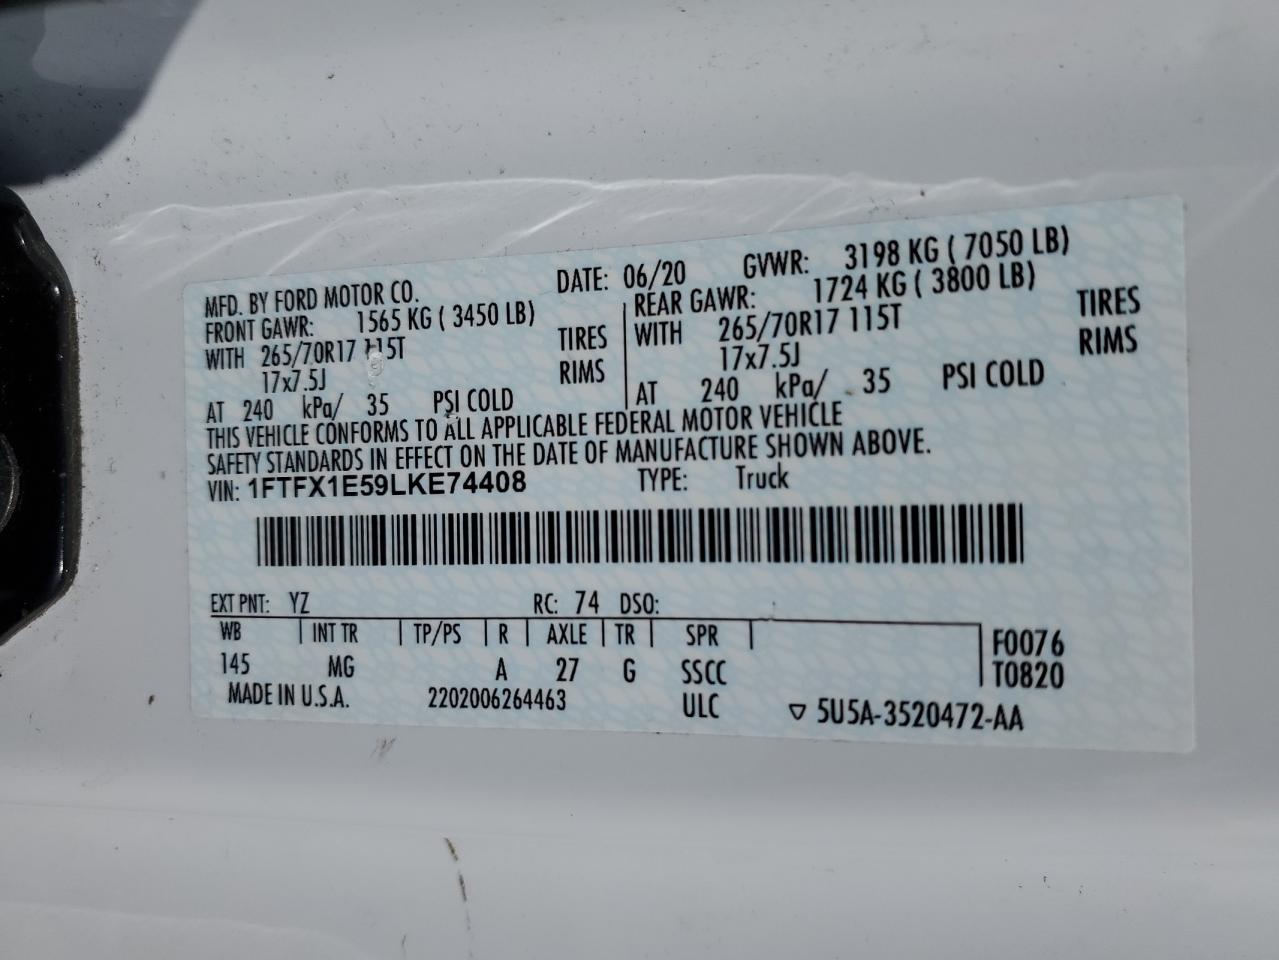 MFD. BY FORD MOTOR CO. DATE: 06/20 GVWR: 3198 KG ( 7050 LB)
FRONT GAWR: 1565 KG ( 3450 LB) REAR GAWR: 1724 KG ( 3800 LB)
WITH 265/70R17 115T TIRES WITH 265/70R17 115T TIRES
17x7.5J RIMS 17x7.5J RIMS
AT 240 kPa/ 35 PSI COLD AT 240 kPa/ 35 PSI COLD
THIS VEHICLE CONFORMS TO ALL APPLICABLE FEDERAL MOTOR VEHICLE
SAFETY STANDARDS IN EFFECT ON THE DATE OF MANUFACTURE SHOWN ABOVE.
VIN: 1FTFX1E59LKE74408 TYPE: Truck
EXT PNT: YZ RC: 74 DSO:
WB INT TR TP/PS R AXLE TR SPR F0076
145 MG A 27 G SSCC T0820
MADE IN U.S.A. 2202006264463 ULC ▽ 5U5A-3520472-AA